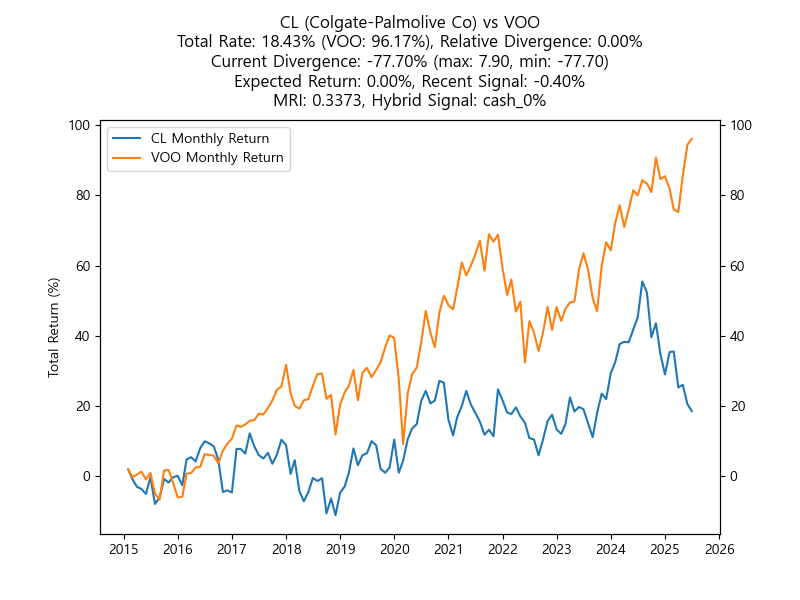 CL (Colgate-Palmolive Co) vs VOO
Total Rate: 18.43% (VOO: 96.17%), Relative Divergence: 0.00%
Current Divergence: -77.70% (max: 7.90, min: -77.70)
Expected Return: 0.00%, Recent Signal: -0.40%
MRI: 0.3373, Hybrid Signal: cash_0%
CL Monthly Return
VOO Monthly Return
Total Return (%)
100
80
60
40
20
0
100
80
60
40
20
0
2015 2016 2017 2018 2019 2020 2021 2022 2023 2024 2025 2026